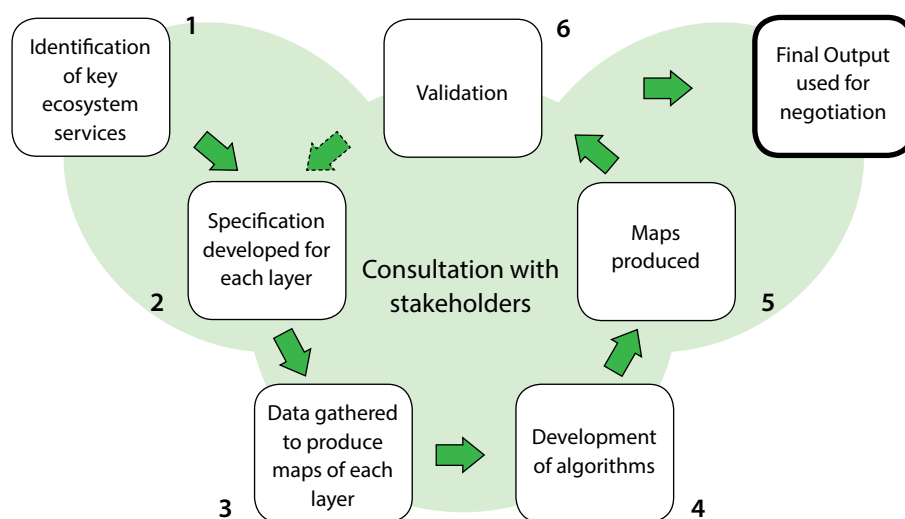 1
Identification
of key
ecosystem
services
2
Specification
developed for
each layer
3
Data gathered
to produce
maps of each
layer
4
Development
of algorithms
5
Maps
produced
6
Validation
Final Output
used for
negotiation
Consultation with
stakeholders